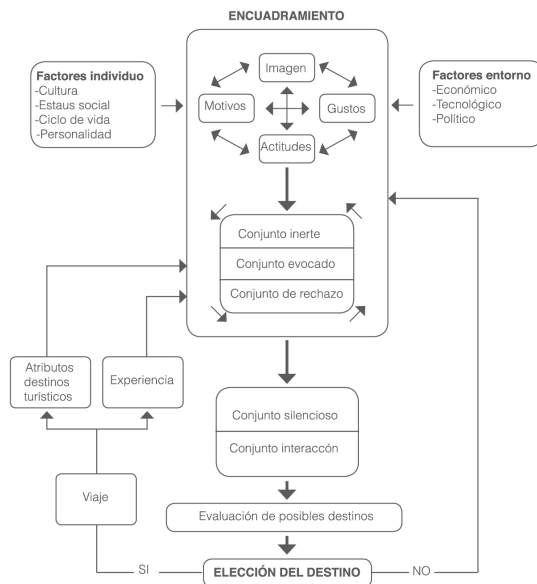 ENCUADRAMIENTO
Factores individuo
-Cultura
-Estaus social
-Ciclo de vida
-Personalidad
Imagen
Motivos
Gustos
Actitudes
Factores entorno
-Económico
-Tecnológico
-Político
Conjunto inerte
Conjunto evocado
Conjunto de rechazo
Atributos
destinos
turísticos
Experiencia
Conjunto silencioso
Conjunto interaccón
Viaje
Evaluación de posibles destinos
SI
ELECCIÓN DEL DESTINO
NO